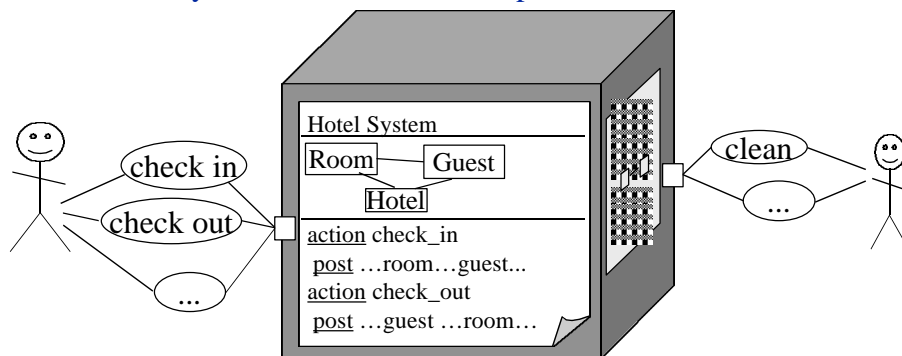 Hotel System
Room
Guest
Hotel
action check_in
post …room…guest...
action check_out
post …guest …room…
check in
check out
...
clean
...